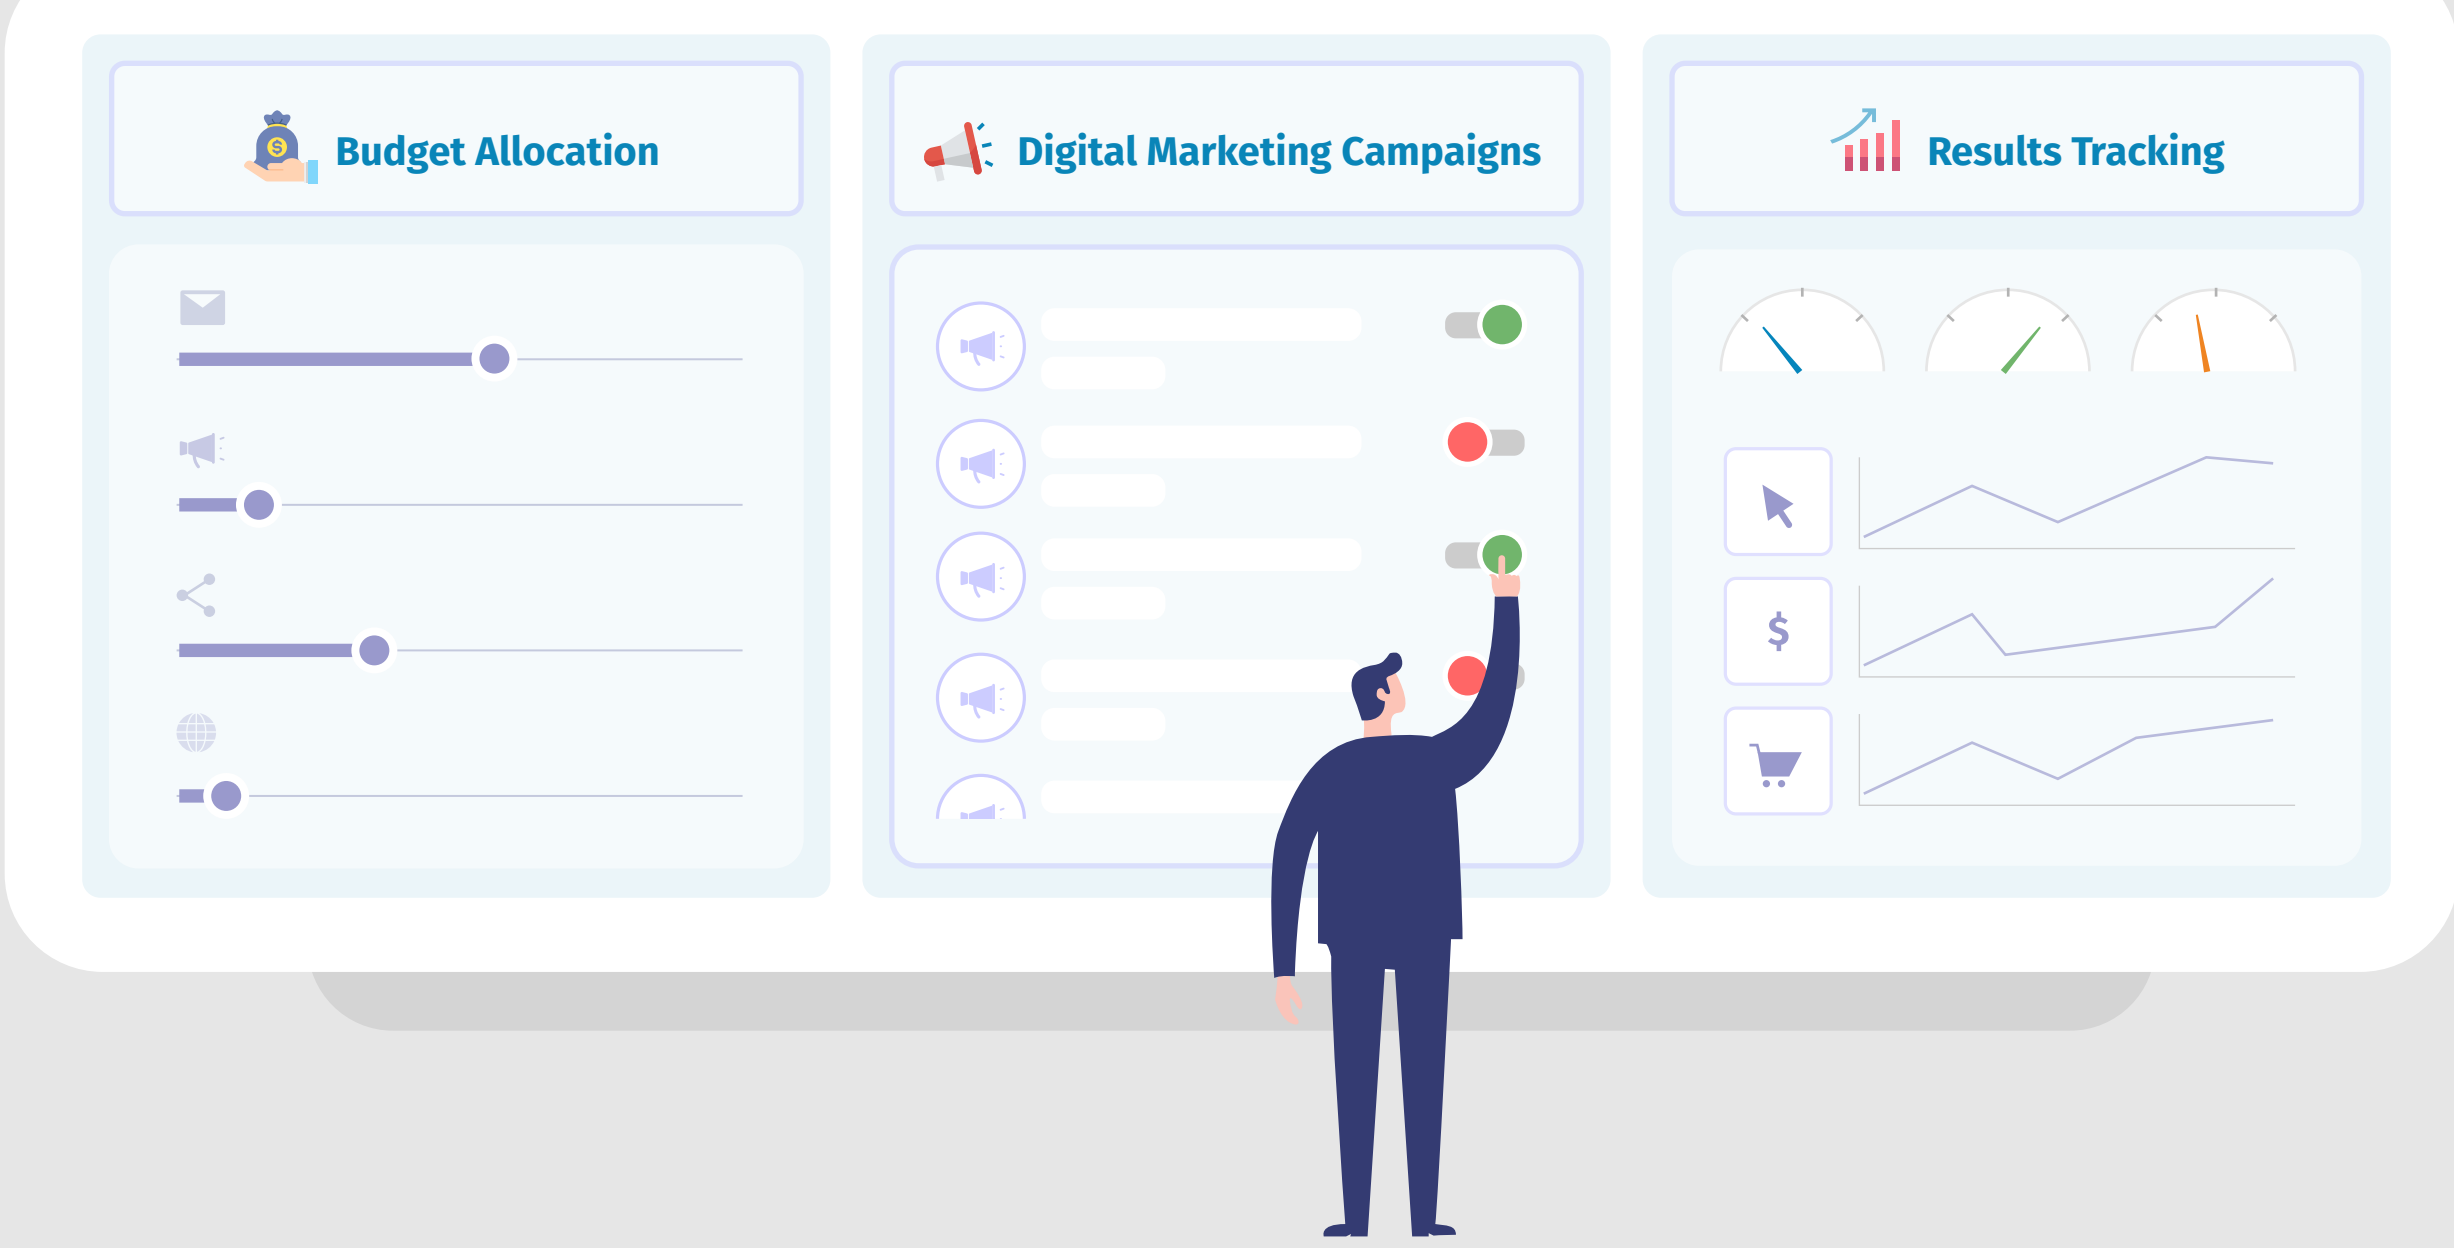 Budget Allocation
Digital Marketing Campaigns
Results Tracking
$
$